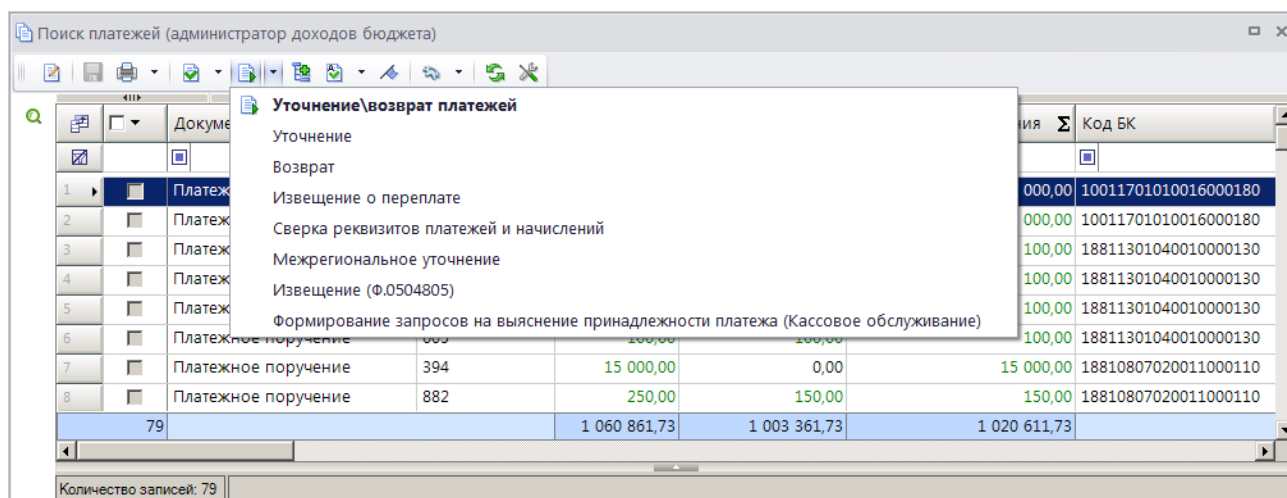 Поиск платежей (администратор доходов бюджета)
Уточнение\возврат платежей
Уточнение
Возврат
Извещение о переплате
Сверка реквизитов платежей и начислений
Межрегиональное уточнение
Извещение (Ф.0504805)
Формирование запросов на выяснение принадлежности платежа (Кассовое обслуживание)
Докуме ния Σ Код БК
1 Платеж 000,00 10011701010016000180
2 Платеж 000,00 10011701010016000180
3 Платеж 100,00 18811301040010000130
4 Платеж 100,00 18811301040010000130
5 Платеж 100,00 18811301040010000130
6 Платежное поручение 100,00 18811301040010000130
7 Платежное поручение 394 15 000,00 0,00 15 000,00 18810807020011000110
8 Платежное поручение 882 250,00 150,00 150,00 18810807020011000110
79 1 060 861,73 1 003 361,73 1 020 611,73
Количество записей: 79